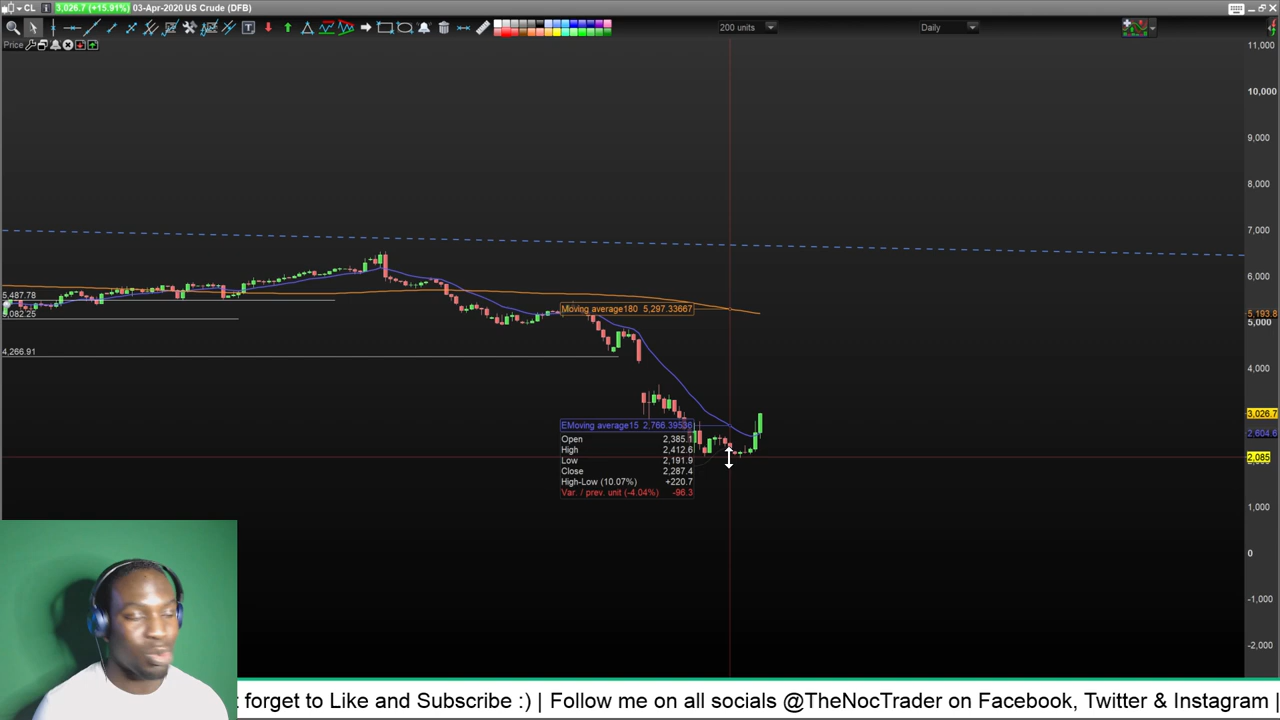 CL
3,026.7 (+15.91%) 03-Apr-2020 US Crude (DFB)
200 units
Daily
Price
11,000
10,000
9,000
8,000
7,000
6,000
5,487.78
Moving average180 5,297.33667
5,193.8
5,082.25
5,000
4,266.91
4,000
3,026.7
EMoving average15 2,766.39536
2,604.6
Open 2,385.1
High 2,412.6
Low 2,191.9
2,085
Close 2,287.4
High-Low (10.07%) +220.7
Var. / prev. unit (-4.04%) -96.3
1,000
0
-1,000
-2,000
forget to Like and Subscribe :) | Follow me on all socials @TheNocTrader on Facebook, Twitter & Instagram |